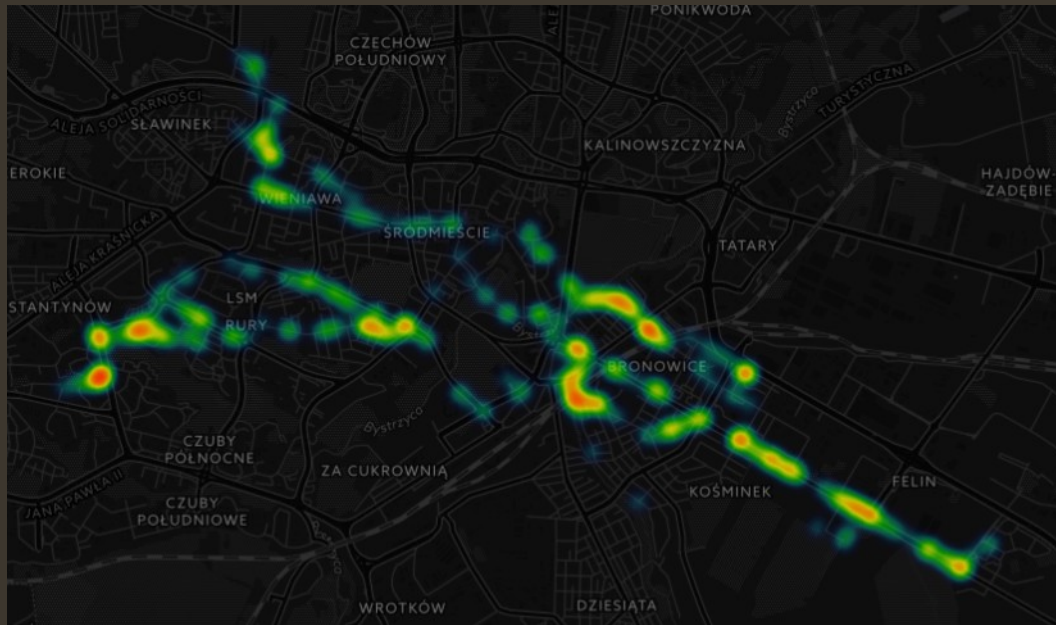 PONIKWODA
CZECHÓW
POŁUDNIOWY
ALEJA SOLIDARNOŚCI
SŁAWINEK
Bystrzyca
TURYSTYCZNA
KALINOWSZCZYZNA
EROKIE
HAJDÓW-
ZADĘBIE
WIENIAWA
ALEJA KRAŚNICKA
ŚRÓDMIEŚCIE
TATARY
STANTYNÓW
LSM
RURY
BRONOWICE
Bystrzyca
CZUBY
PÓŁNOCNE
ZA CUKROWNIĄ
JANA PAWŁA II
CZUBY
POŁUDNIOWE
KOŚMINEK
FELIN
WROTKÓW
DZIESIĄTA